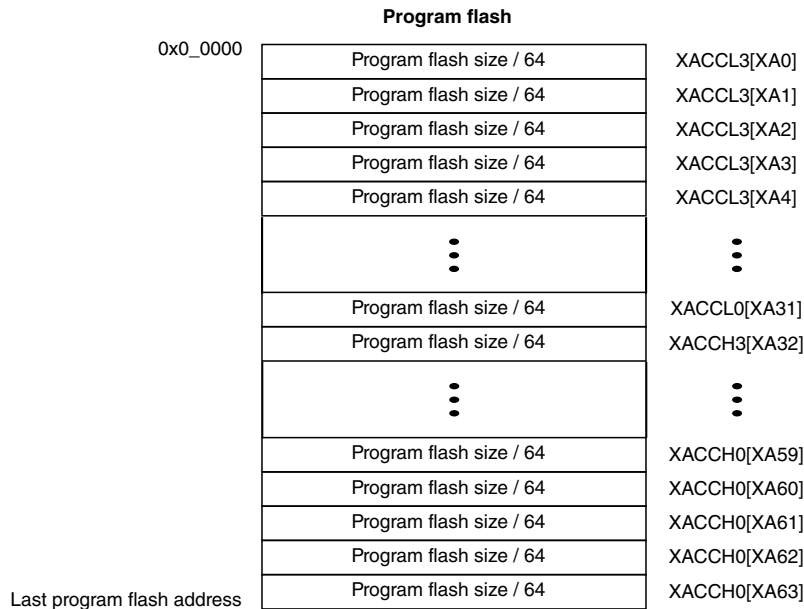 Program flash
0x0_0000
Program flash size / 64 XACCL3[XA0]
Program flash size / 64 XACCL3[XA1]
Program flash size / 64 XACCL3[XA2]
Program flash size / 64 XACCL3[XA3]
Program flash size / 64 XACCL3[XA4]
Program flash size / 64 XACCL0[XA31]
Program flash size / 64 XACCH3[XA32]
Program flash size / 64 XACCH0[XA59]
Program flash size / 64 XACCH0[XA60]
Program flash size / 64 XACCH0[XA61]
Program flash size / 64 XACCH0[XA62]
Program flash size / 64 XACCH0[XA63]
Last program flash address